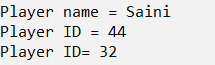 Player name = Saini
Player ID = 44
Player ID= 32